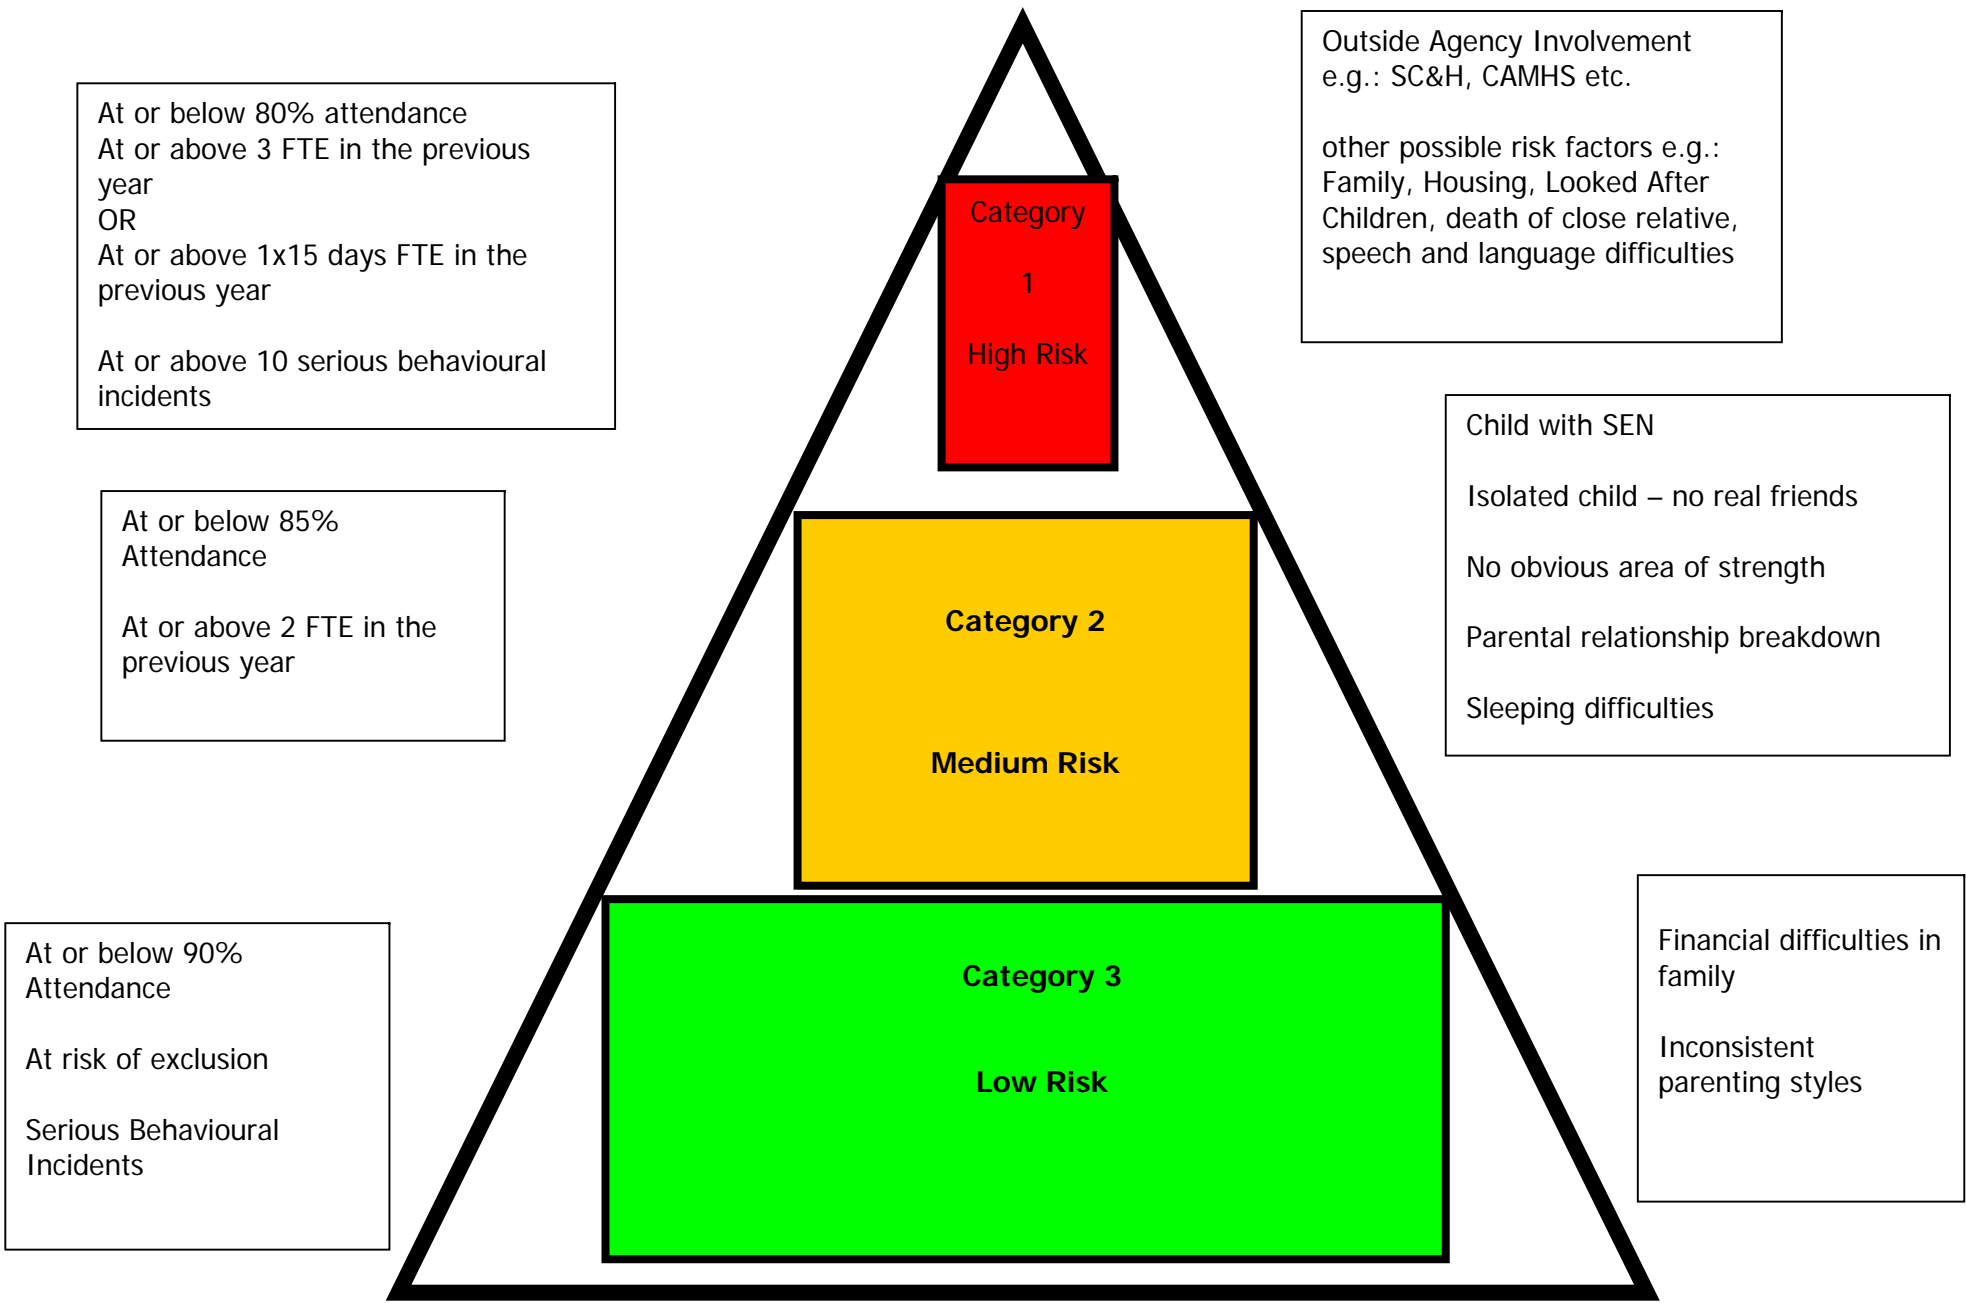 At or below 80% attendance
At or above 3 FTE in the previous
year
OR
At or above 1x15 days FTE in the
previous year
At or above 10 serious behavioural
incidents
Category
1
High Risk
Outside Agency Involvement
e.g.: SC&H, CAMHS etc.
other possible risk factors e.g.:
Family, Housing, Looked After
Children, death of close relative,
speech and language difficulties
At or below 85%
Attendance
At or above 2 FTE in the
previous year
Category 2
Medium Risk
Child with SEN
Isolated child – no real friends
No obvious area of strength
Parental relationship breakdown
Sleeping difficulties
At or below 90%
Attendance
At risk of exclusion
Serious Behavioural
Incidents
Category 3
Low Risk
Financial difficulties in
family
Inconsistent
parenting styles